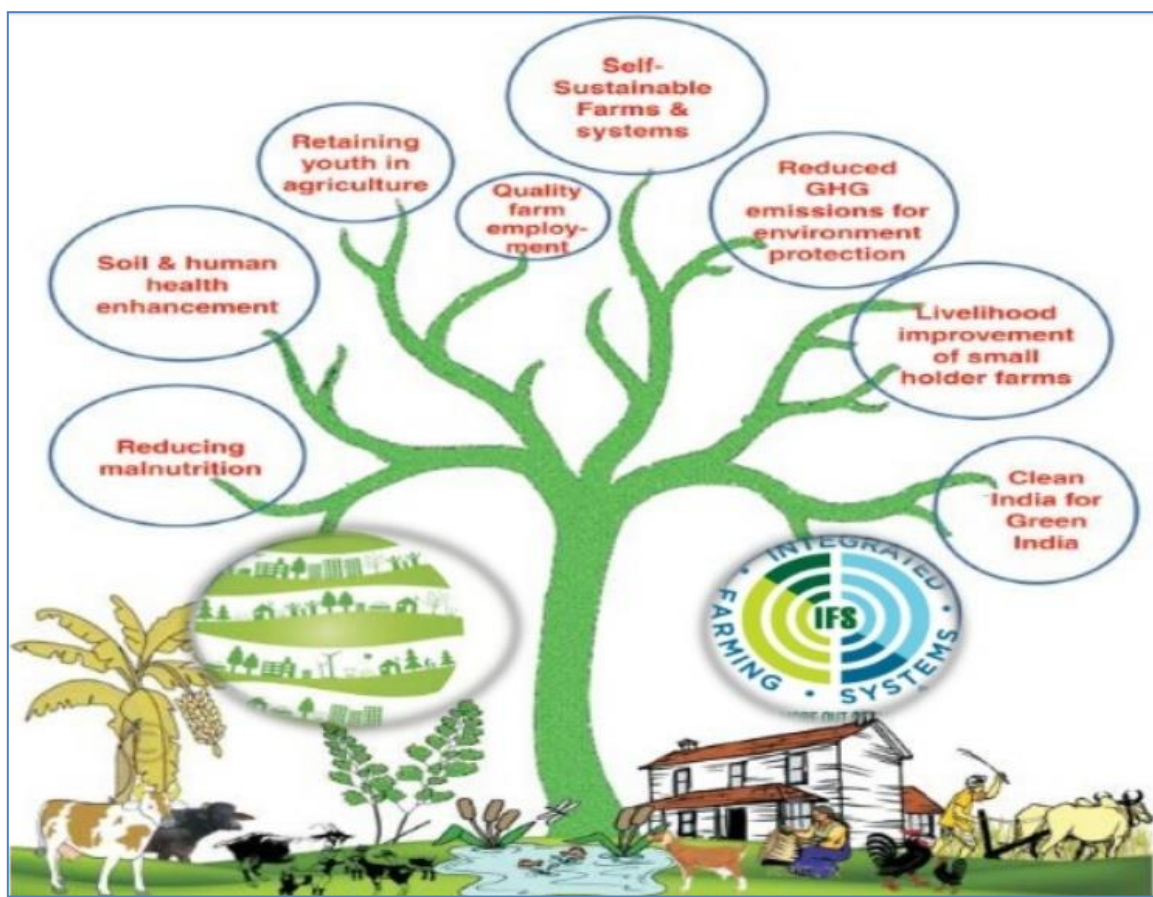 Self-
Sustainable
Farms &
systems
Retaining
youth in
agriculture
Quality
farm
employ-
ment
Reduced
GHG
emissions for
environment
protection
Soil & human
health
enhancement
Livelihood
improvement
of small
holder farms
Reducing
malnutrition
Clean
India for
Green
India
INTEGRATED
FARMING • SYSTEMS
IFS